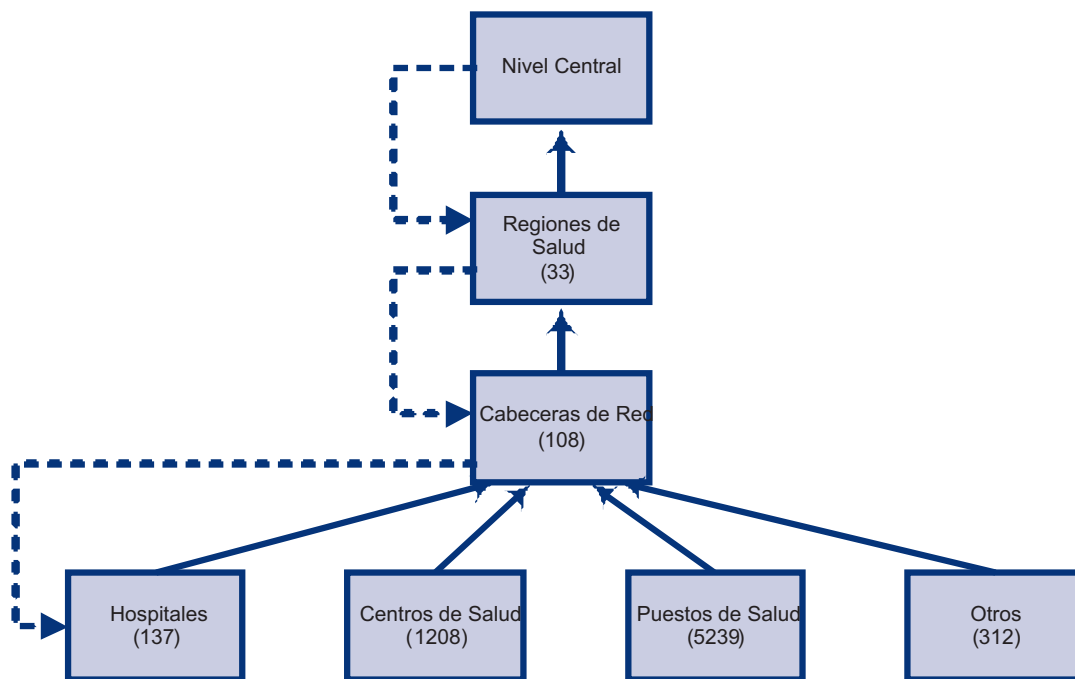 Nivel Central
Regiones de
Salud
(33)
Cabeceras de Red
(108)
Hospitales
(137)
Centros de Salud
(1208)
Puestos de Salud
(5239)
Otros
(312)